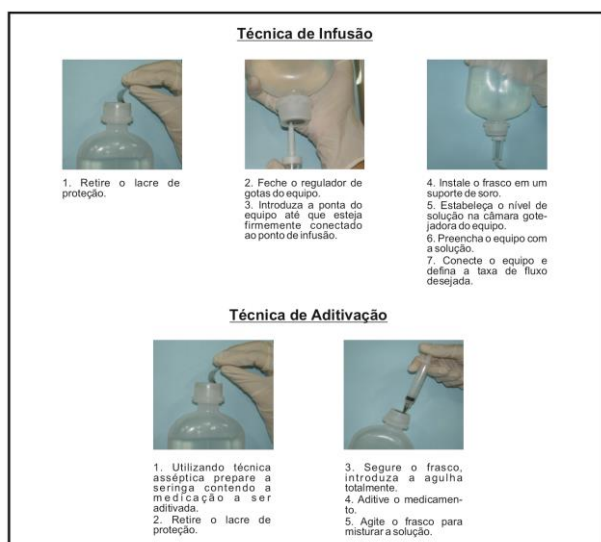 Técnica de Infusão
1. Retire o lacre de
proteção.
2. Feche o regulador de
gotas do equipo.
3. Introduza a ponta do
equipo até que esteja
firmemente conectado
ao ponto de infusão.
4. Instale o frasco em um
suporte de soro.
5. Estabeleça o nível de
solução na câmara gote-
jadora do equipo.
6. Preencha o equipo com
a solução.
7. Conecte o equipo e
defina a taxa de fluxo
desejada.
Técnica de Aditivação
1. Utilizando técnica
asséptica prepare a
seringa contendo a
medicação a ser
aditivada.
2. Retire o lacre de
proteção.
3. Segure o frasco,
introduza a agulha
totalmente.
4. Aditive o medicamen-
to.
5. Agite o frasco para
misturar a solução.